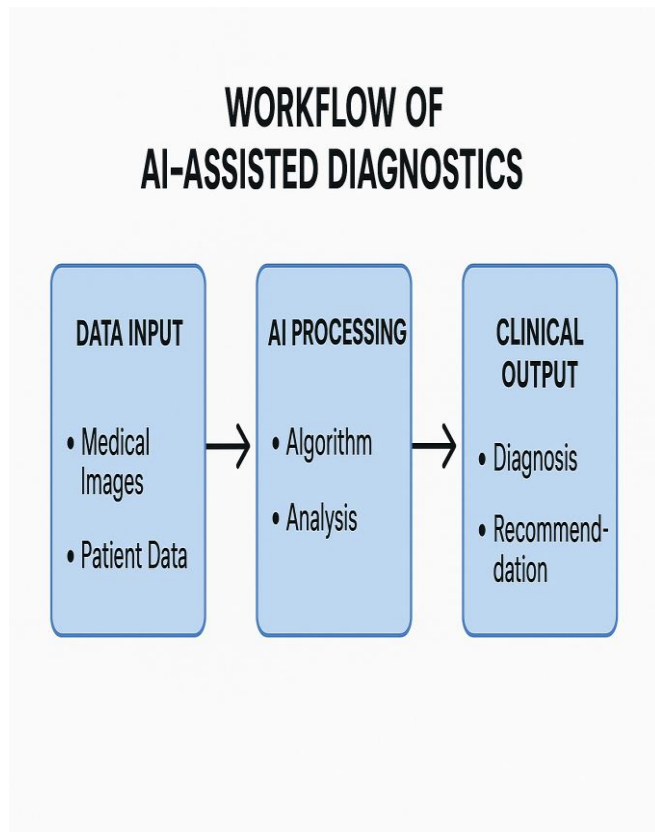 WORKFLOW OF
AI-ASSISTED DIAGNOSTICS
DATA INPUT
• Medical
Images
• Patient Data
AI PROCESSING
• Algorithm
• Analysis
CLINICAL
OUTPUT
• Diagnosis
• Recommend-
dation